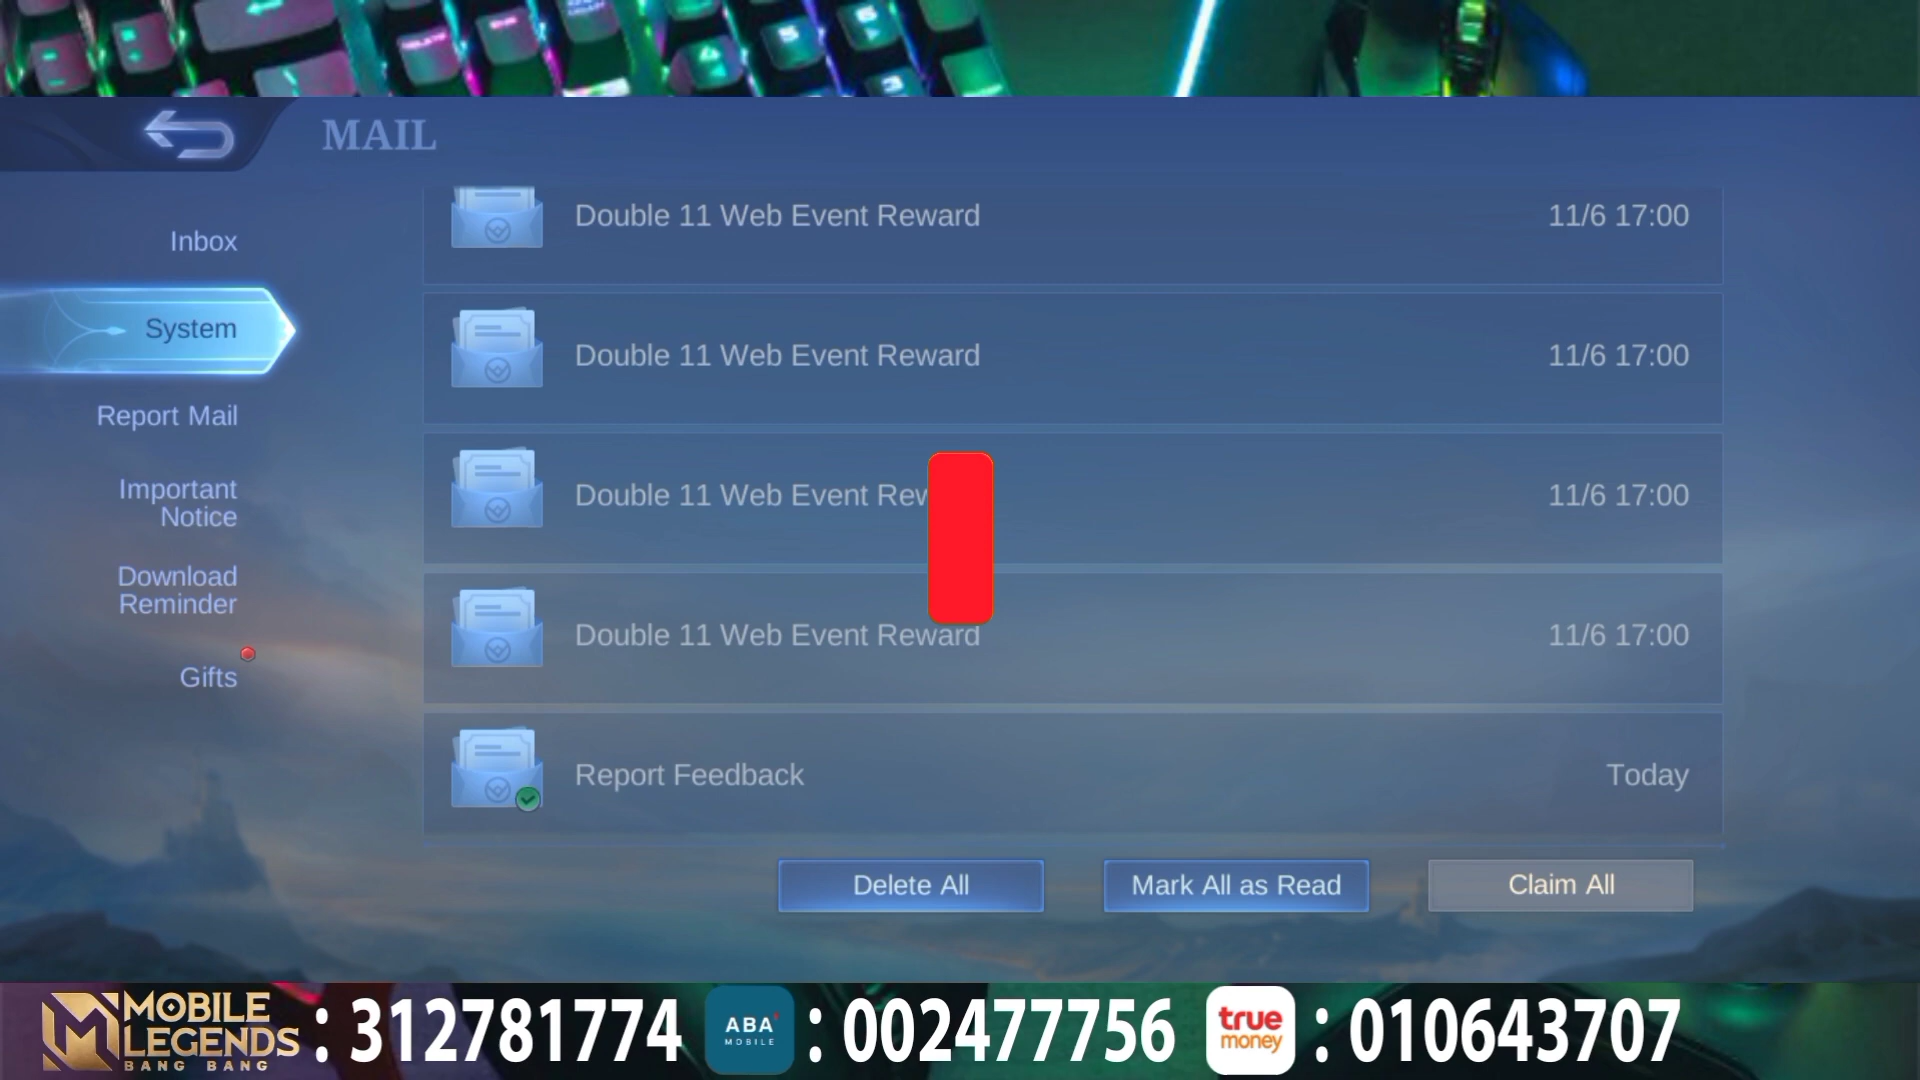 MAIL
Inbox
System
Report Mail
Important
Notice
Download
Reminder
Gifts
Double 11 Web Event Reward 11/6 17:00
Double 11 Web Event Reward 11/6 17:00
Double 11 Web Event 11/6 17:00
Double 11 Web Event Reward 11/6 17:00
Report Feedback Today
Delete All Mark All as Read Claim All
MOBILE
LEGENDS
BANG BANG
: 312781774
ABA'
MOBILE
: 002477756
true
money
: 010643707